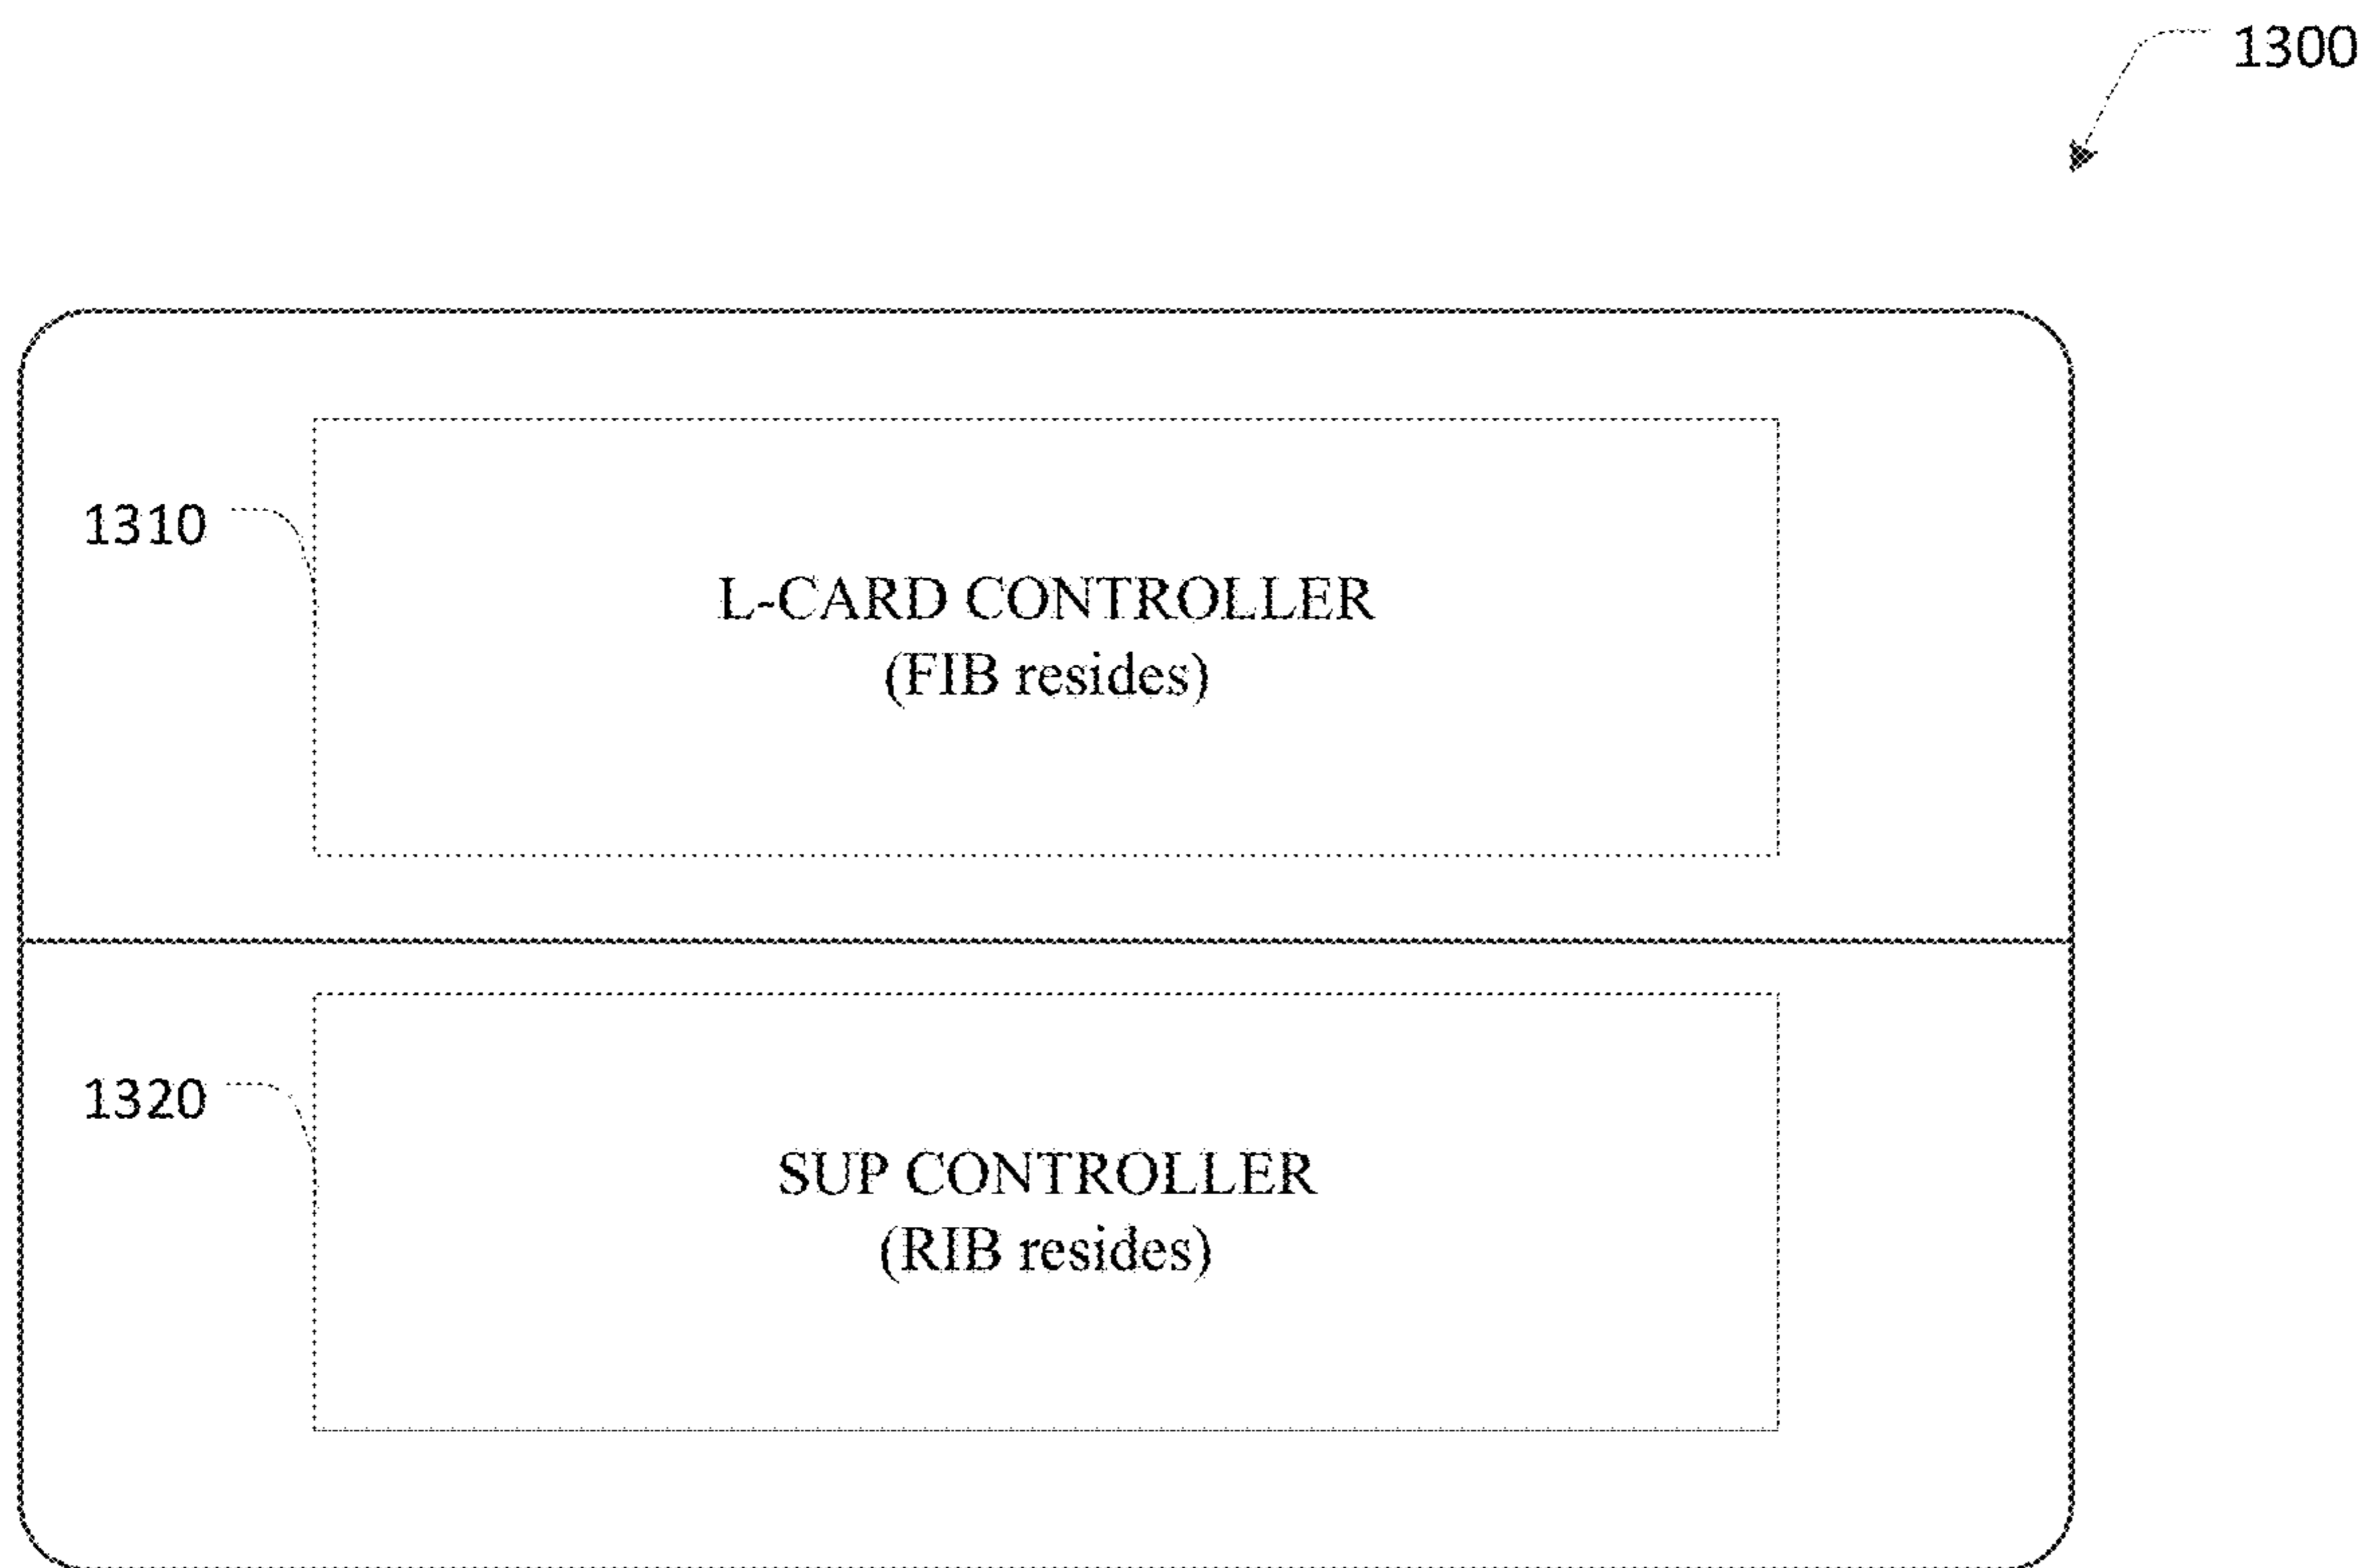 1300
1310
L-CARD CONTROLLER
(FIB resides)
1320
SUP CONTROLLER
(RIB resides)